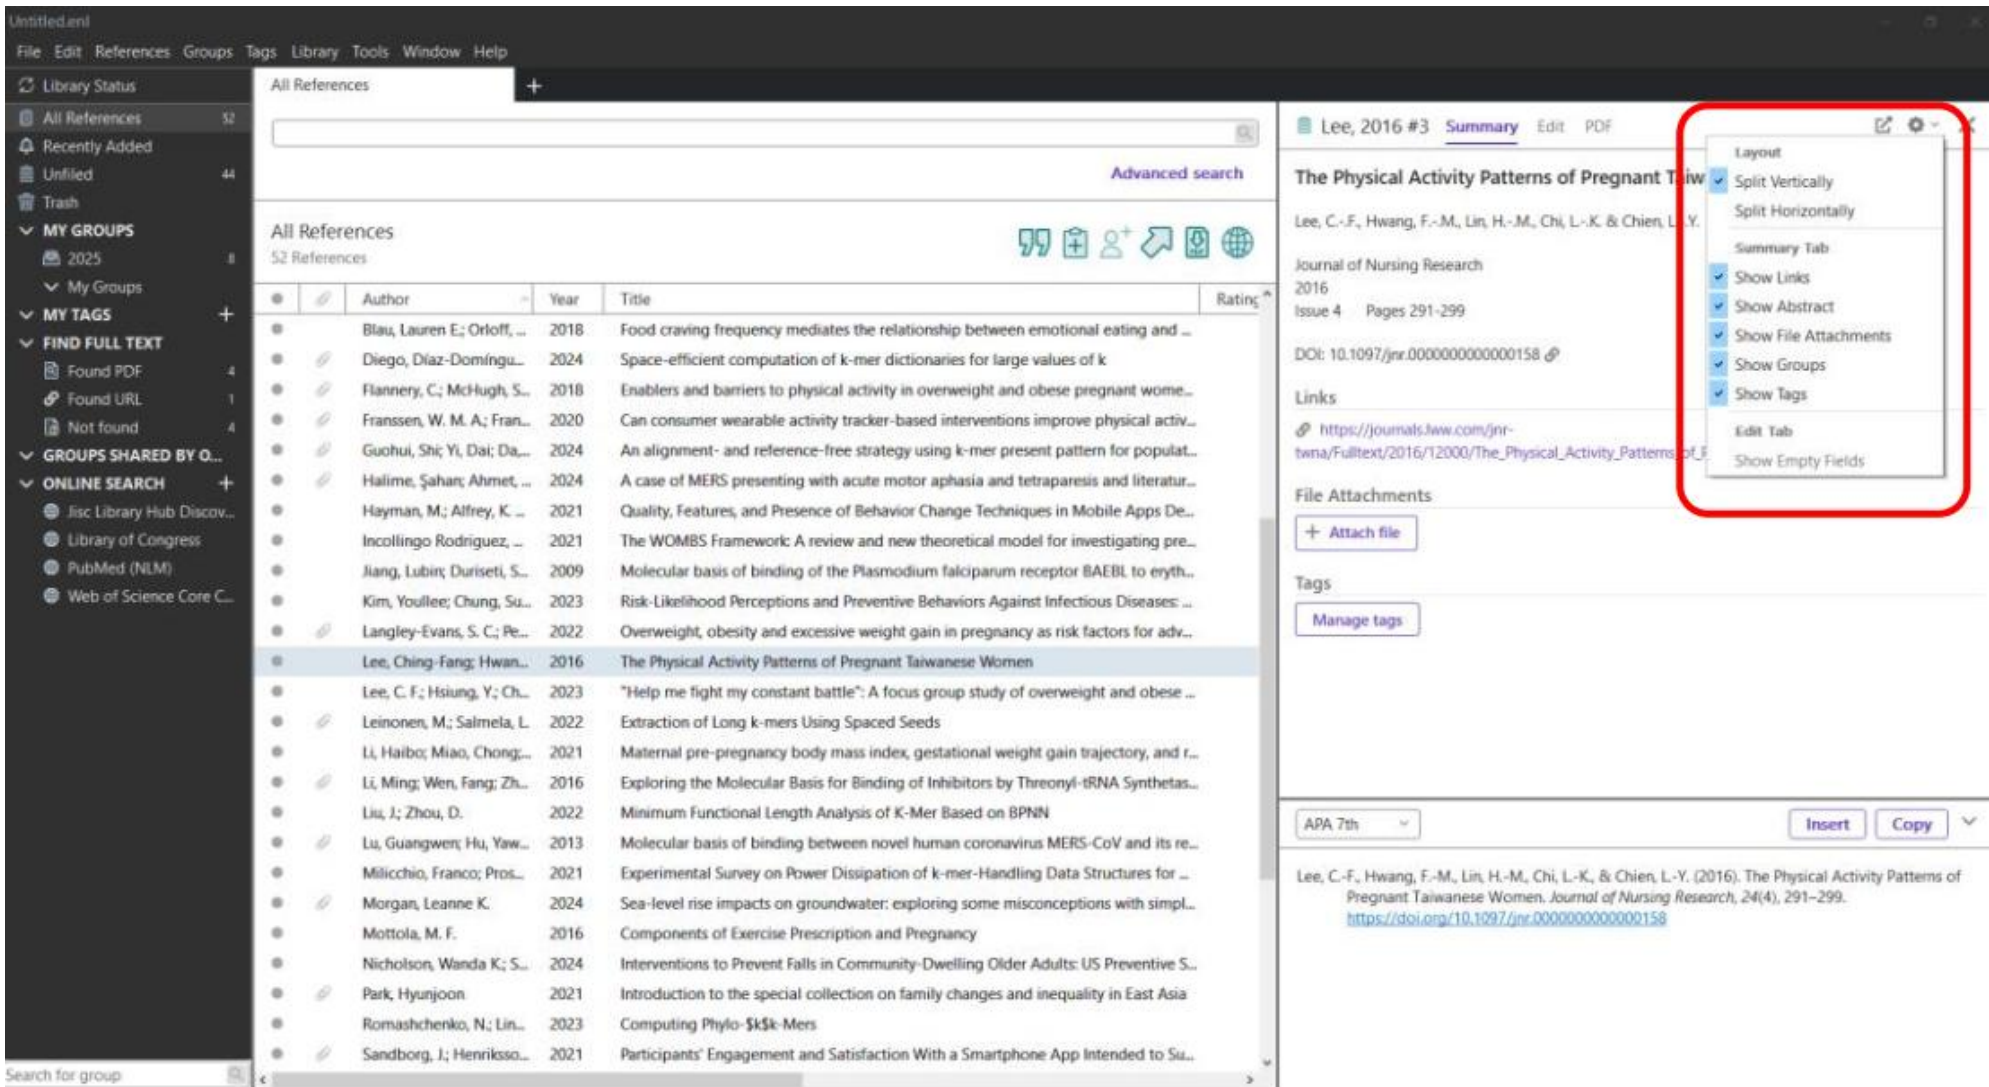 Untitled.enl
File Edit References Groups Tags Library Tools Window Help
Library Status
All References 52
Recently Added
Unfiled 44
Trash
MY GROUPS
2025 8
My Groups
MY TAGS +
FIND FULL TEXT
Found PDF 4
Found URL 1
Not found 4
GROUPS SHARED BY O...
ONLINE SEARCH +
Jisc Library Hub Discov...
Library of Congress
PubMed (NLM)
Web of Science Core C...
Search for group
All References +
Advanced search
All References
52 References
Author Year Title Rating
Blau, Lauren E.; Orloff, ... 2018 Food craving frequency mediates the relationship between emotional eating and ...
Diego, Díaz-Domíngu... 2024 Space-efficient computation of k-mer dictionaries for large values of k
Flannery, C.; McHugh, S... 2018 Enablers and barriers to physical activity in overweight and obese pregnant wome...
Franssen, W. M. A.; Fran... 2020 Can consumer wearable activity tracker-based interventions improve physical activ...
Guohui, Shi; Yi, Dai; Da,... 2024 An alignment- and reference-free strategy using k-mer present pattern for populat...
Halime, Şahan; Ahmet, ... 2024 A case of MERS presenting with acute motor aphasia and tetraparesis and literatur...
Hayman, M.; Alfrey, K. ... 2021 Quality, Features, and Presence of Behavior Change Techniques in Mobile Apps De...
Incollingo Rodriguez, ... 2021 The WOMBS Framework: A review and new theoretical model for investigating pre...
Jiang, Lubin; Duriseti, S... 2009 Molecular basis of binding of the Plasmodium falciparum receptor BAEBL to eryth...
Kim, Youllee; Chung, Su... 2023 Risk-Likelihood Perceptions and Preventive Behaviors Against Infectious Diseases: ...
Langley-Evans, S. C.; Pe... 2022 Overweight, obesity and excessive weight gain in pregnancy as risk factors for adv...
Lee, Ching-Fang; Hwan... 2016 The Physical Activity Patterns of Pregnant Taiwanese Women
Lee, C. F.; Hsiung, Y.; Ch... 2023 "Help me fight my constant battle": A focus group study of overweight and obese ...
Leinonen, M.; Salmela, L. 2022 Extraction of Long k-mers Using Spaced Seeds
Li, Haibo; Miao, Chong;... 2021 Maternal pre-pregnancy body mass index, gestational weight gain trajectory, and r...
Li, Ming; Wen, Fang; Zh... 2016 Exploring the Molecular Basis for Binding of Inhibitors by Threonyl-tRNA Synthetas...
Liu, J.; Zhou, D. 2022 Minimum Functional Length Analysis of K-Mer Based on BPNN
Lu, Guangwen; Hu, Yaw... 2013 Molecular basis of binding between novel human coronavirus MERS-CoV and its re...
Milicchio, Franco; Pros... 2021 Experimental Survey on Power Dissipation of k-mer-Handling Data Structures for ...
Morgan, Leanne K. 2024 Sea-level rise impacts on groundwater: exploring some misconceptions with simpl...
Mottola, M. F. 2016 Components of Exercise Prescription and Pregnancy
Nicholson, Wanda K.; S... 2024 Interventions to Prevent Falls in Community-Dwelling Older Adults: US Preventive S...
Park, Hyunjoon 2021 Introduction to the special collection on family changes and inequality in East Asia
Romashchenko, N.; Lin... 2023 Computing Phylo-$k$k-Mers
Sandborg, J.; Henriksso... 2021 Participants' Engagement and Satisfaction With a Smartphone App Intended to Su...
Lee, 2016 #3 Summary Edit PDF
The Physical Activity Patterns of Pregnant Taiw
Lee, C.-.F., Hwang, F.-.M., Lin, H.-.M., Chi, L.-.K. & Chien, L.-.Y.
Journal of Nursing Research
2016
Issue 4 Pages 291-299
DOI: 10.1097/jnr.0000000000000158
Links
https://journals.lww.com/jnr-
twna/Fulltext/2016/12000/The_Physical_Activity_Patterns_of_P
File Attachments
+ Attach file
Tags
Manage tags
Layout
Split Vertically
Split Horizontally
Summary Tab
Show Links
Show Abstract
Show File Attachments
Show Groups
Show Tags
Edit Tab
Show Empty Fields
APA 7th Insert Copy
Lee, C.-F., Hwang, F.-M., Lin, H.-M., Chi, L.-K., & Chien, L.-Y. (2016). The Physical Activity Patterns of
Pregnant Taiwanese Women. Journal of Nursing Research, 24(4), 291–299.
https://doi.org/10.1097/jnr.0000000000000158